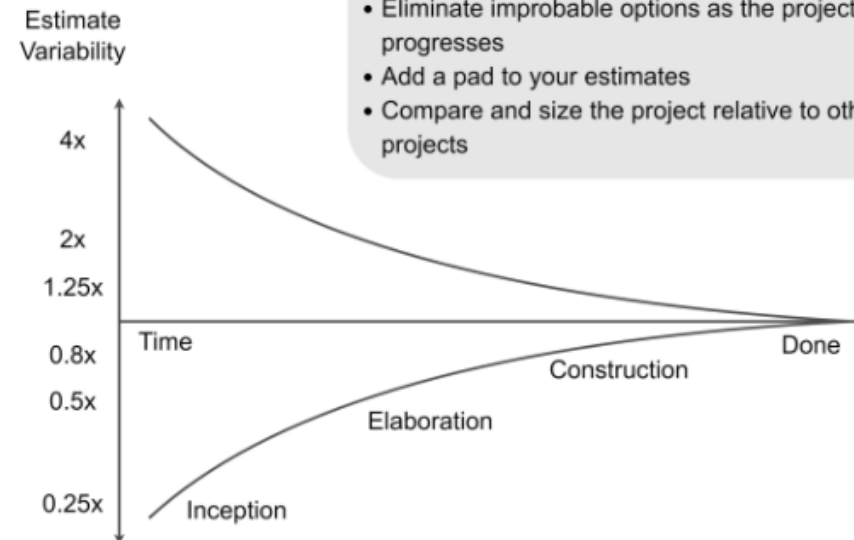 Estimate
Variability
• Eliminate improbable options as the project
progresses
• Add a pad to your estimates
• Compare and size the project relative to oth
projects
4x
2x
1.25x
Time
0.8x
0.5x
0.25x
Done
Construction
Elaboration
Inception